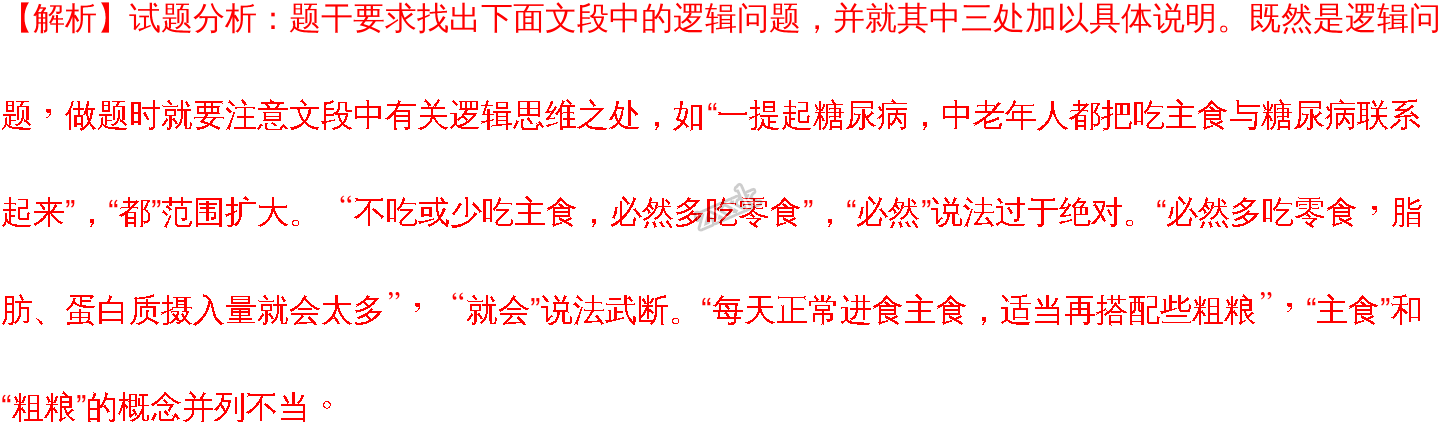 【解析】试题分析：题干要求找出下面文段中的逻辑问题，并就其中三处加以具体说明。既然是逻辑问
题，做题时就要注意文段中有关逻辑思维之处，如“一提起糖尿病，中老年人都把吃主食与糖尿病联系
起来”，“都”范围扩大。“不吃或少吃主食，必然多吃零食”，“必然”说法过于绝对。“必然多吃零食，脂
肪、蛋白质摄入量就会太多”，“就会”说法武断。“每天正常进食主食，适当再搭配些粗粮”，“主食”和
“粗粮”的概念并列不当。